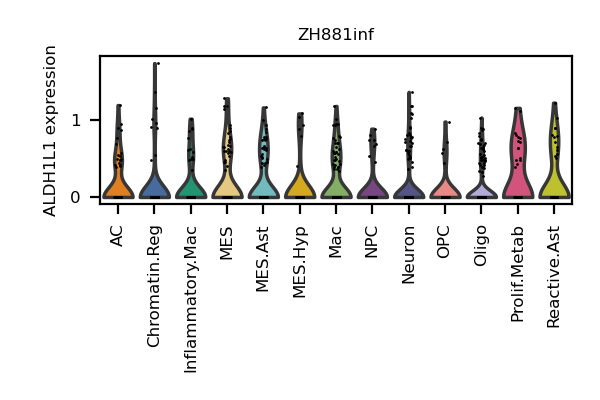 ZH881inf
ALDH1L1 expression
1
0
AC
Chromatin.Reg
Inflammatory.Mac
MES
MES.Ast
MES.Hyp
Mac
NPC
Neuron
OPC
Oligo
Prolif.Metab
Reactive.Ast